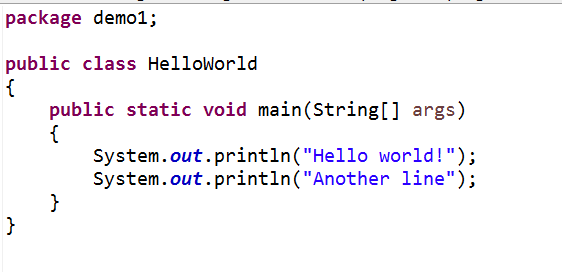 package demo1;

public class HelloWorld
{
    public static void main(String[] args)
    {
        System.out.println("Hello world!");
        System.out.println("Another line");
    }
}